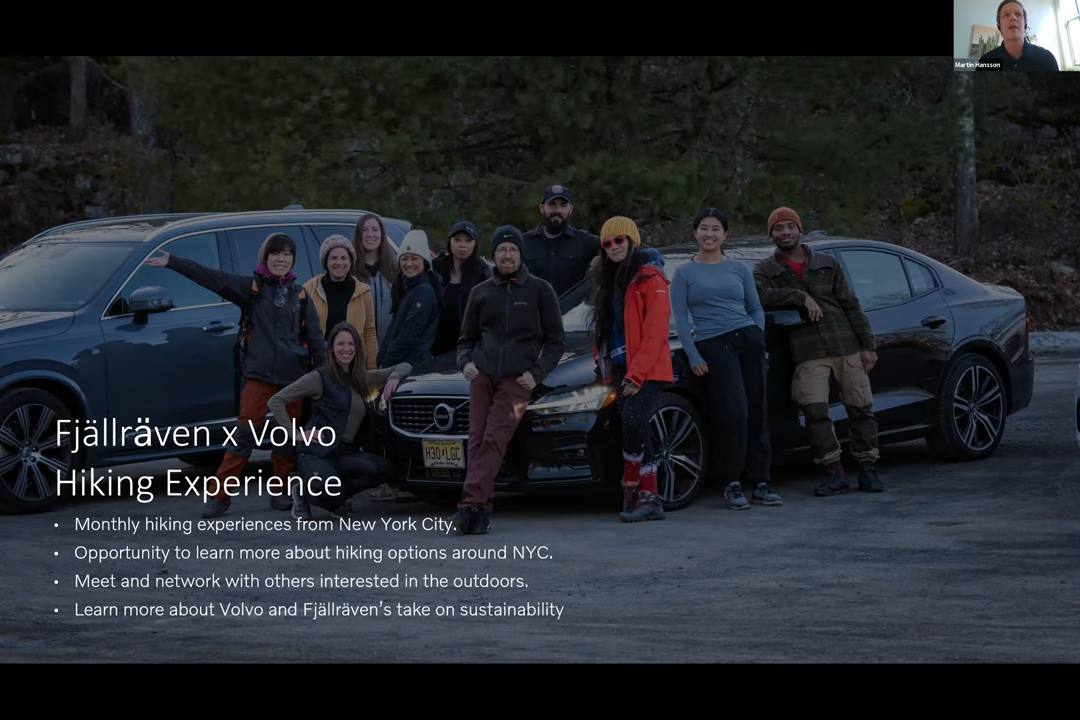 Martin Hansson
Fjällräven x Volvo
Hiking Experience
• Monthly hiking experiences from New York City.
• Opportunity to learn more about hiking options around NYC.
• Meet and network with others interested in the outdoors.
• Learn more about Volvo and Fjällräven's take on sustainability
H30 LGC